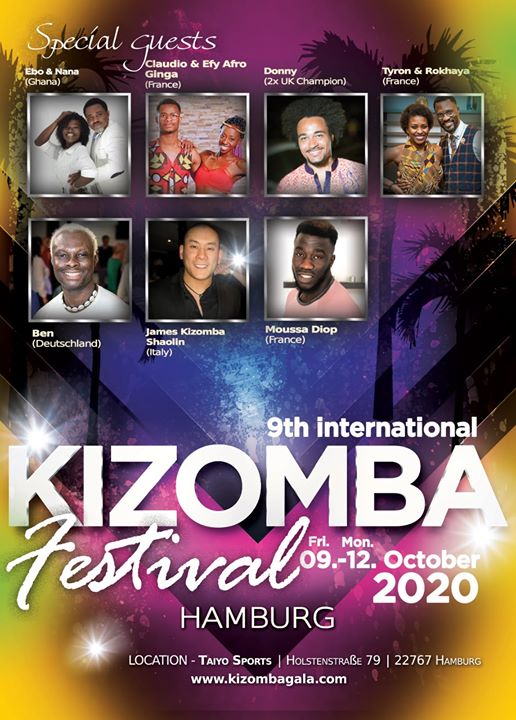 Special guests
Ebo & Nana
(Ghana)
Claudio & Efy Afro
Ginga
(France)
Donny
(2x UK Champion)
Tyron & Rokhaya
(France)
Ben
(Deutschland)
James Kizomba
Shaolin
(Italy)
Moussa Diop
(France)
9th international
KIZOMBA
Festival
Fri. Mon.
09.-12. October
2020
HAMBURG
LOCATION - TAIYO SPORTS | HOLSTENSTRAßE 79 | 22767 HAMBURG
www.kizombagala.com